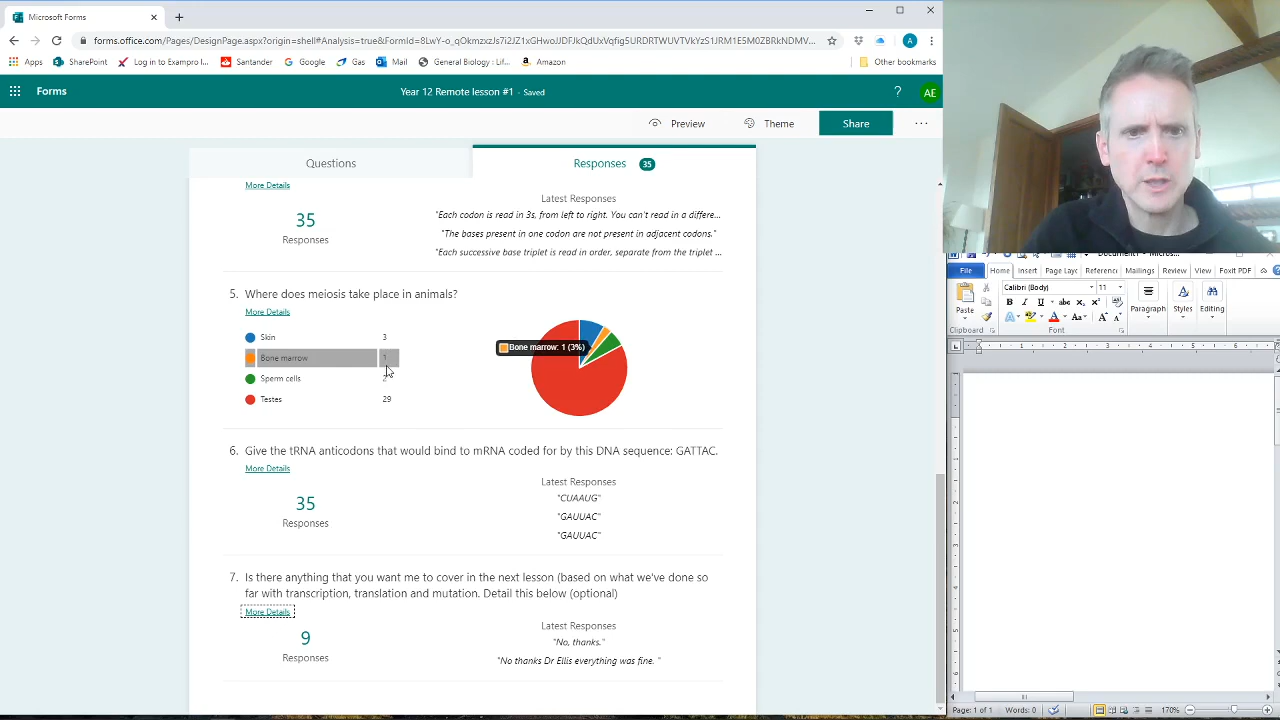 Microsoft Forms
forms.office.com/Pages/DesignPage.aspx?origin=shell#Analysis=true&FormId=
Apps SharePoint Log in to Exampro I... Santander Google Gas Mail General Biology : Lif... Amazon Other bookmarks
Forms Year 12 Remote lesson #1 - Saved ? AE
Preview Theme Share ...
Questions Responses 35
More Details
35
Responses
Latest Responses
"Each codon is read in 3s, from left to right. You can't read in a differe...
"The bases present in one codon are not present in adjacent codons."
"Each successive base triplet is read in order, separate from the triplet ...
5. Where does meiosis take place in animals?
More Details
Skin 3
Bone marrow 1
Sperm cells 2
Testes 29
Bone marrow: 1 (3%)
6. Give the tRNA anticodons that would bind to mRNA coded for by this DNA sequence: GATTAC.
More Details
35
Responses
Latest Responses
"CUAAUG"
"GAUUAC"
"GAUUAC"
7. Is there anything that you want me to cover in the next lesson (based on what we've done so
far with transcription, translation and mutation. Detail this below (optional)
More Details
9
Responses
Latest Responses
"No, thanks."
"No thanks Dr Ellis everything was fine. "
File Home Insert Page Layc Reference Mailings Review View Foxit PDF
Calibri (Body) 11
Paste
B I U abc x₂ x²
Paragraph Styles Editing
Clipboard Font
Page: 1 of 1 Words: 0 170%